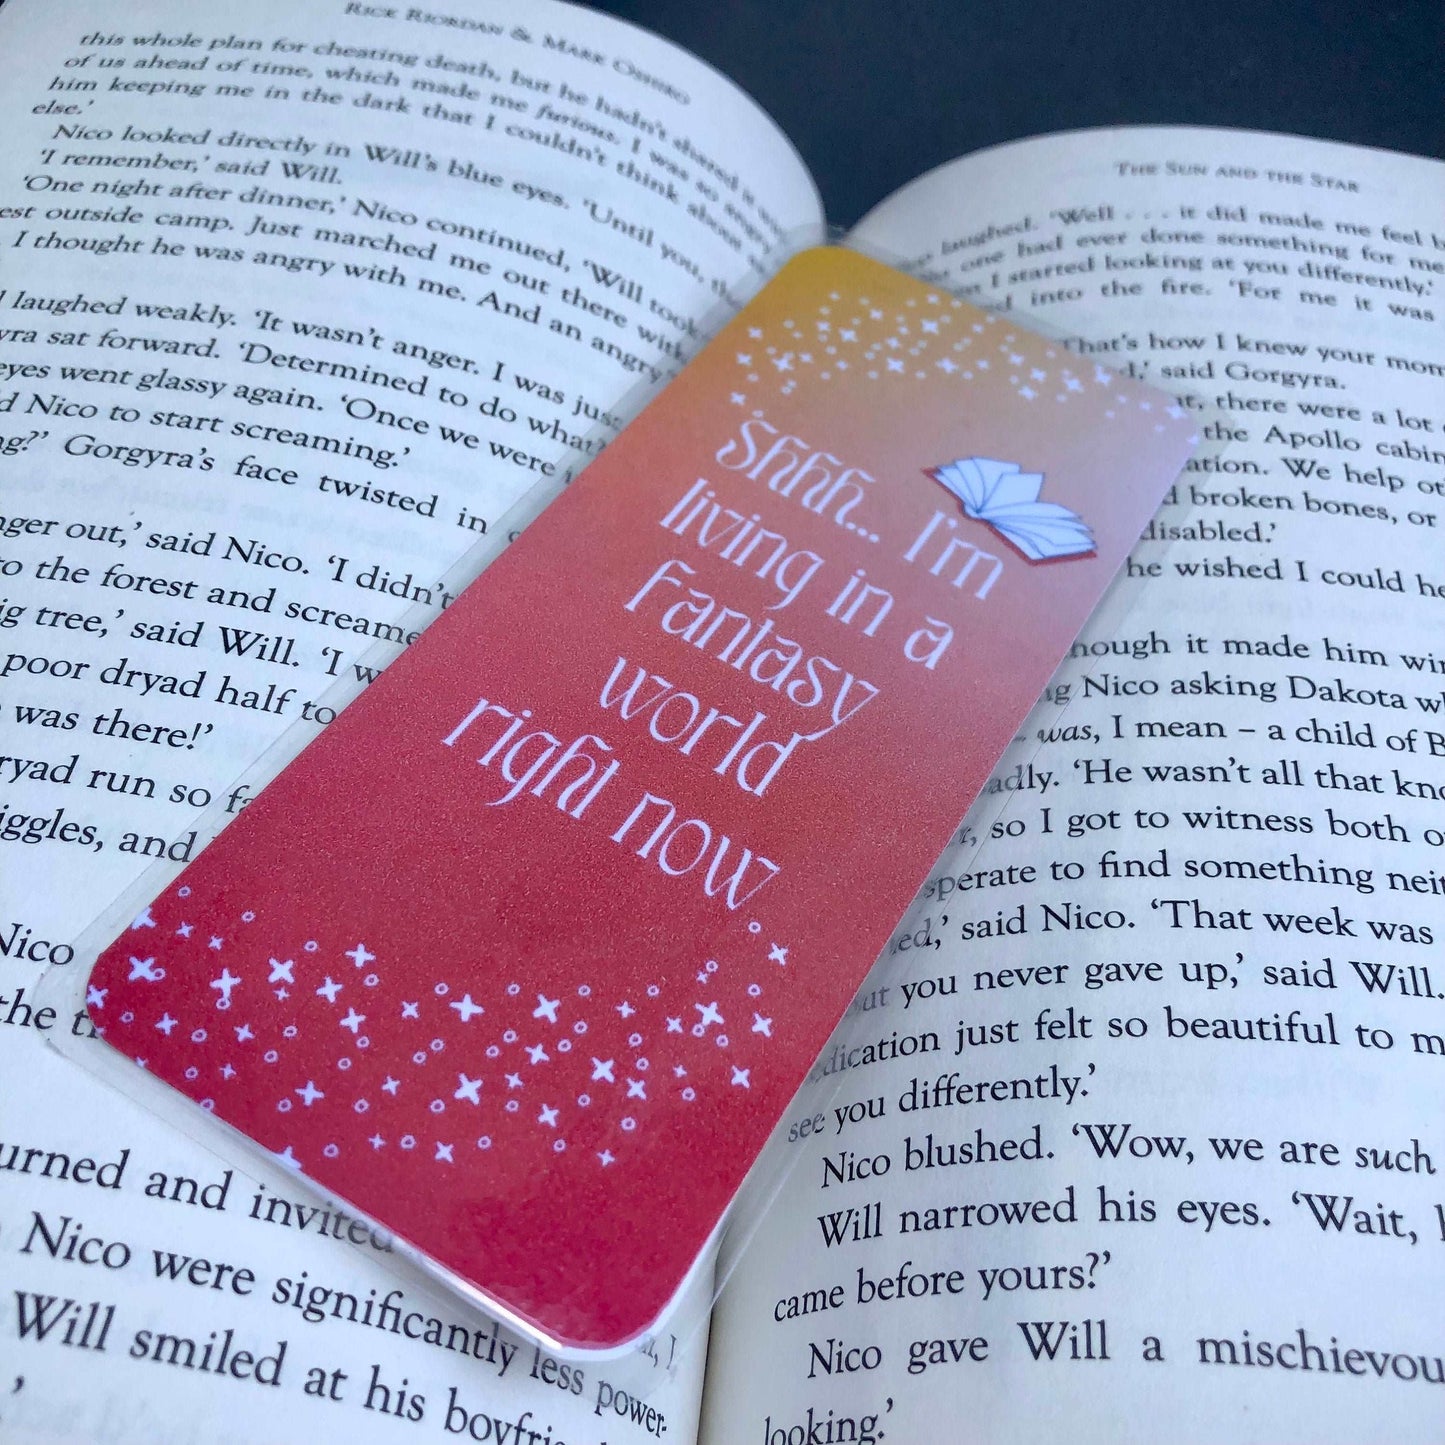 RICK RIORDAN & MARK OSHIRO
this whole plan for cheating death, but he hadn't shared it with
of us ahead of time, which made me furious. I was so angry
him keeping me in the dark that I couldn't think about
else.'
Nico looked directly in Will's blue eyes. 'Until you,
'I remember,' said Will.
'One night after dinner,' Nico continued, 'Will took
est outside camp. Just marched me out there with
I thought he was angry with me. And an angry
laughed weakly. 'It wasn't anger. I was just
yra sat forward. 'Determined to do what?
eyes went glassy again. 'Once we were
d Nico to start screaming.'
ng?' Gorgyra's face twisted in
nger out,' said Nico. 'I didn't
to the forest and screame
ig tree,' said Will. 'I w
poor dryad half to
was there!'
ryad run so fa
iggles, and
Nico
the t
urned and invited
Nico were significantly less power-
Will smiled at his boyfrie
Shhh... I'm
living in a
Fantasy
world
right now
THE SUN AND THE STAR
laughed. 'Well . . . it did made me feel b
one had ever done something for me
I started looking at you differently.'
into the fire. 'For me it was
That's how I knew your mom
d,' said Gorgyra.
at, there were a lot
the Apollo cabin
ation. We help ot
d broken bones, or
disabled.'
he wished I could he
hough it made him win
ng Nico asking Dakota wh
was, I mean – a child of B
adly. 'He wasn't all that kno
r, so I got to witness both o
sperate to find something neit
ed,' said Nico. 'That week was
ut you never gave up,' said Will.
dication just felt so beautiful to m
see you differently.'
Nico blushed. 'Wow, we are such
Will narrowed his eyes. 'Wait, I
came before yours?'
Nico gave Will a mischievou
looking.'